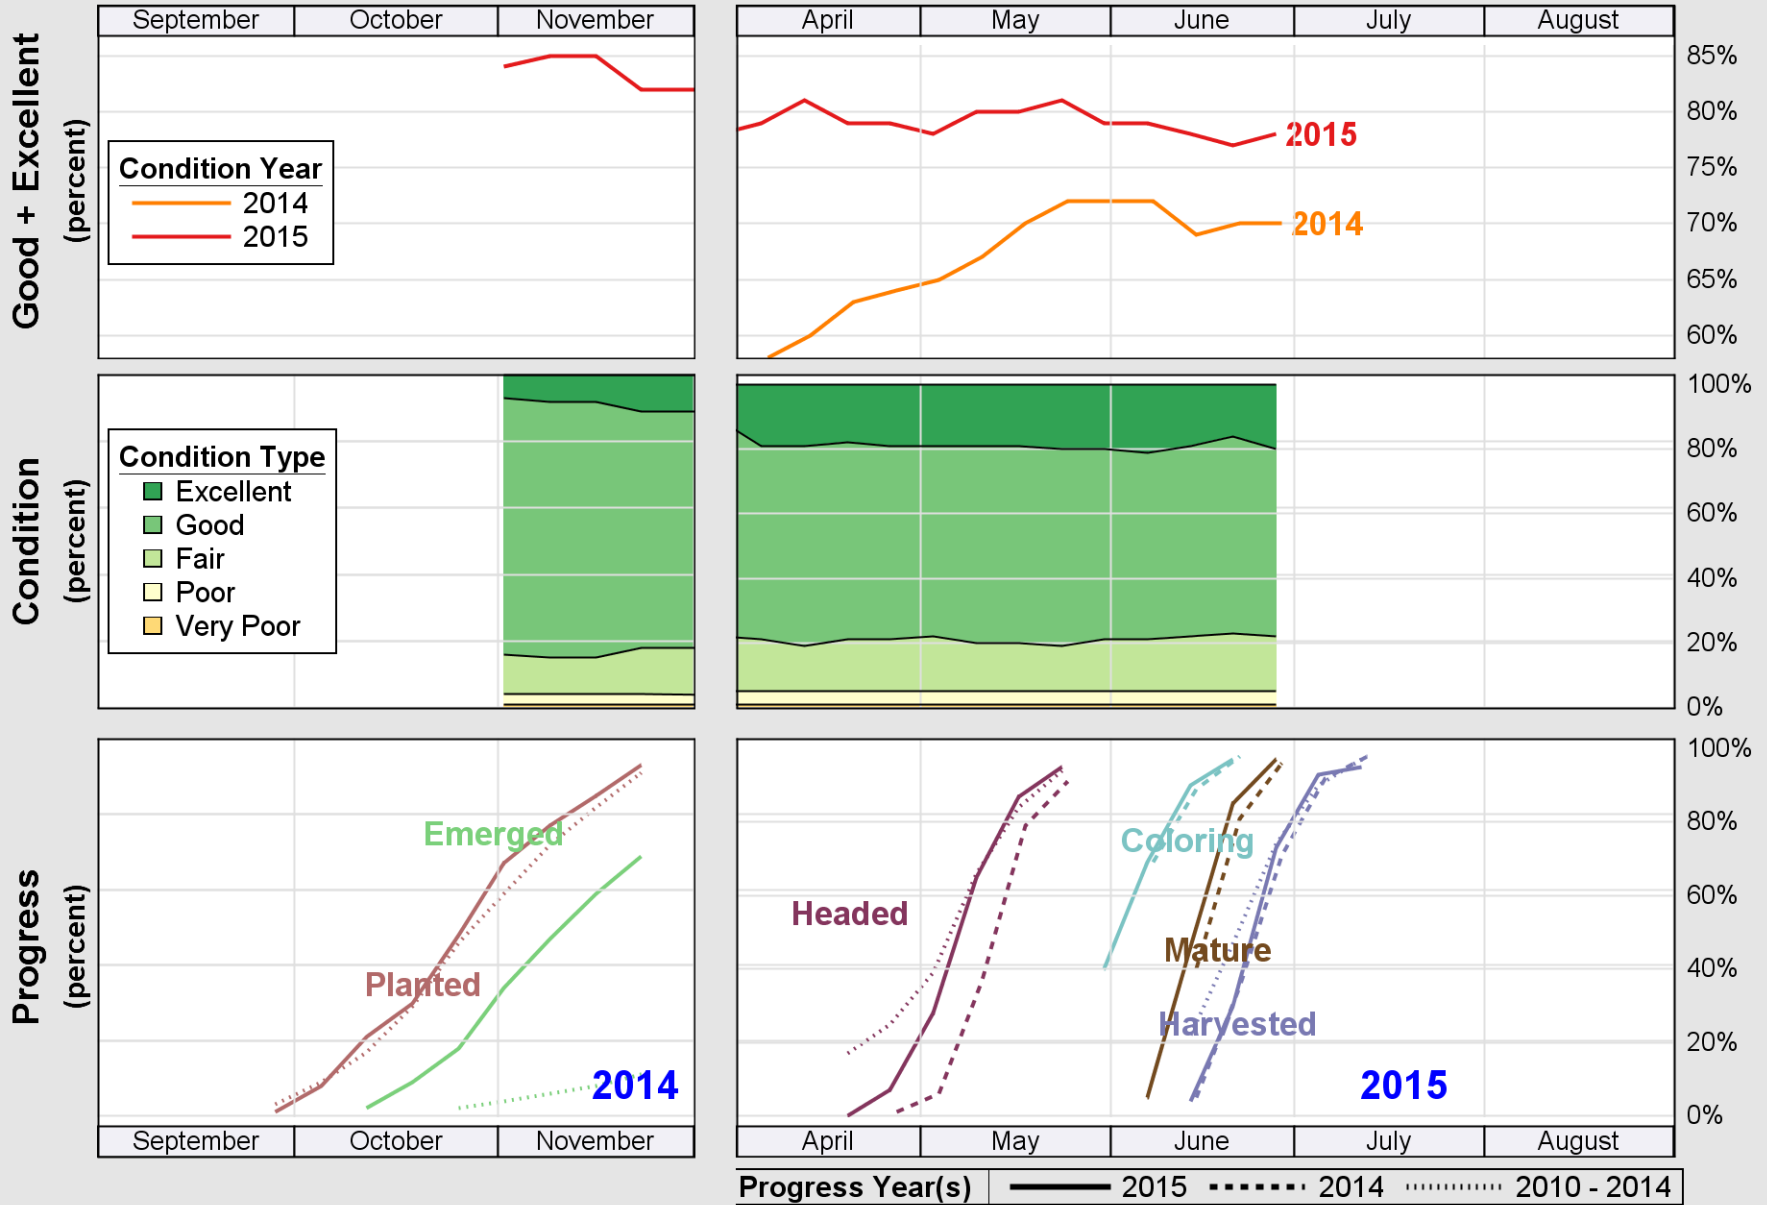 September October November April May June July August
Good + Excellent
(percent)
85%
80%
75%
70%
65%
60%
Condition Year
2014
2015
2015
2014
Condition
(percent)
100%
80%
60%
40%
20%
0%
Condition Type
Excellent
Good
Fair
Poor
Very Poor
Progress
(percent)
100%
80%
60%
40%
20%
0%
Emerged
Planted
2014
Headed
Coloring
Mature
Harvested
2015
September October November April May June July August
Progress Year(s) 2015 2014 2010 - 2014